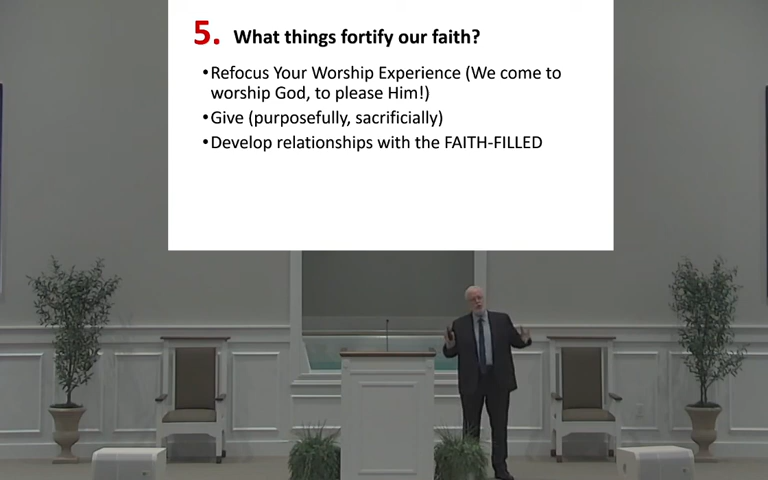 5. What things fortify our faith?
•Refocus Your Worship Experience (We come to
worship God, to please Him!)
•Give (purposefully, sacrificially)
•Develop relationships with the FAITH-FILLED